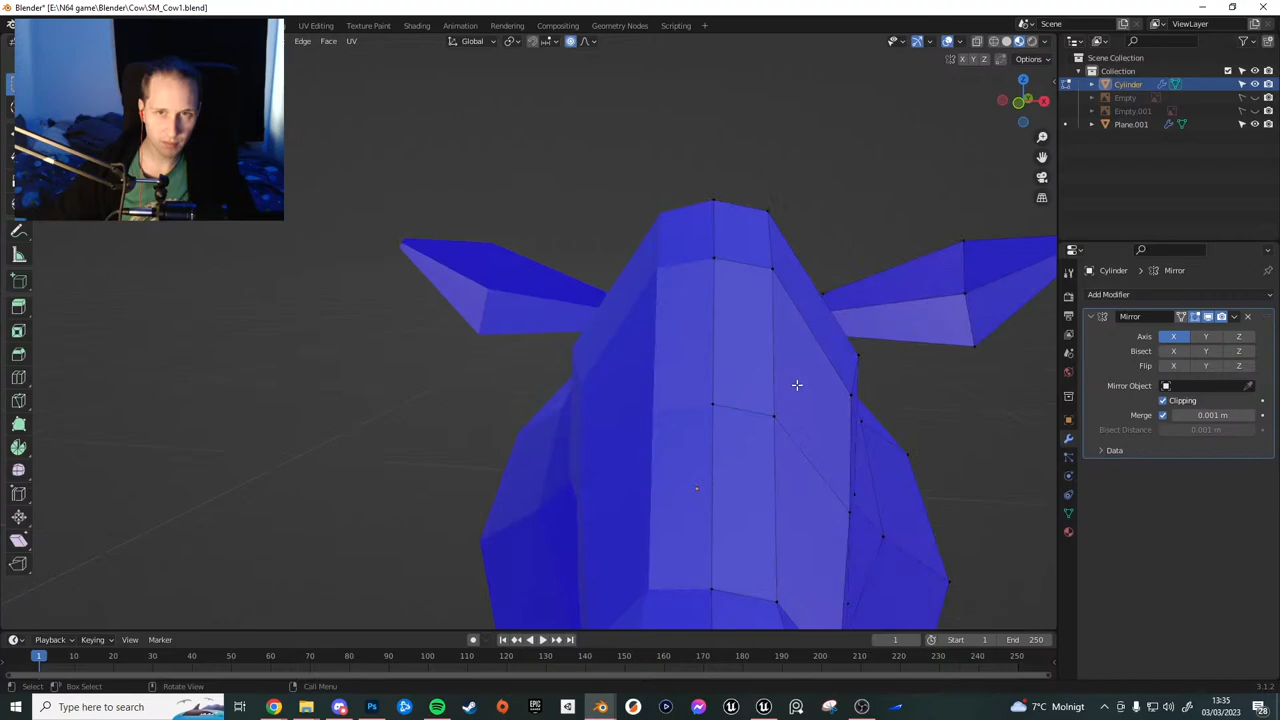 Blender* [E:\N64 game\Blender\Cow\SM_Cow1.blend]
UV Editing Texture Paint Shading Animation Rendering Compositing Geometry Nodes Scripting + Scene ViewLayer
Edge Face UV Global
X Y Z Options
Scene Collection
Collection
Cylinder
Empty
Empty.001
Plane.001
X
Cylinder > Mirror
Add Modifier
Mirror
Axis X Y Z
Bisect X Y Z
Flip X Y Z
Mirror Object
Clipping
Merge 0.001 m
Bisect Distance 0.001 m
Data
Playback Keying View Marker 1 Start 1 End 250
1 10 20 30 40 50 60 70 80 90 100 110 120 130 140 150 160 170 180 190 200 210 220 230 240 250
Select Box Select Rotate View Call Menu 3.1.2
Type here to search
7°C Molnigt
13:35
03/03/2023